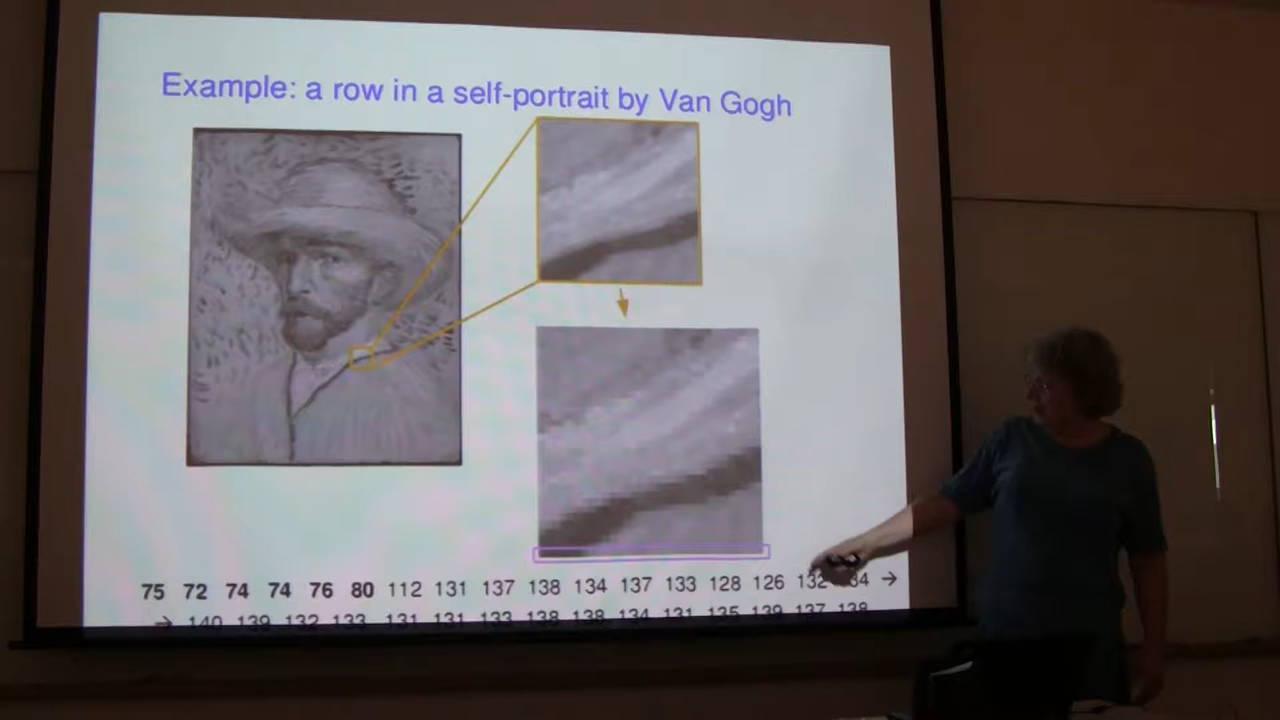 Example: a row in a self-portrait by Van Gogh
75 72 74 74 76 80 112 131 137 138 134 137 133 128 126 132 34 →
→ 140 139 132 133 131 131 133 138 138 134 131 135 139 137 138